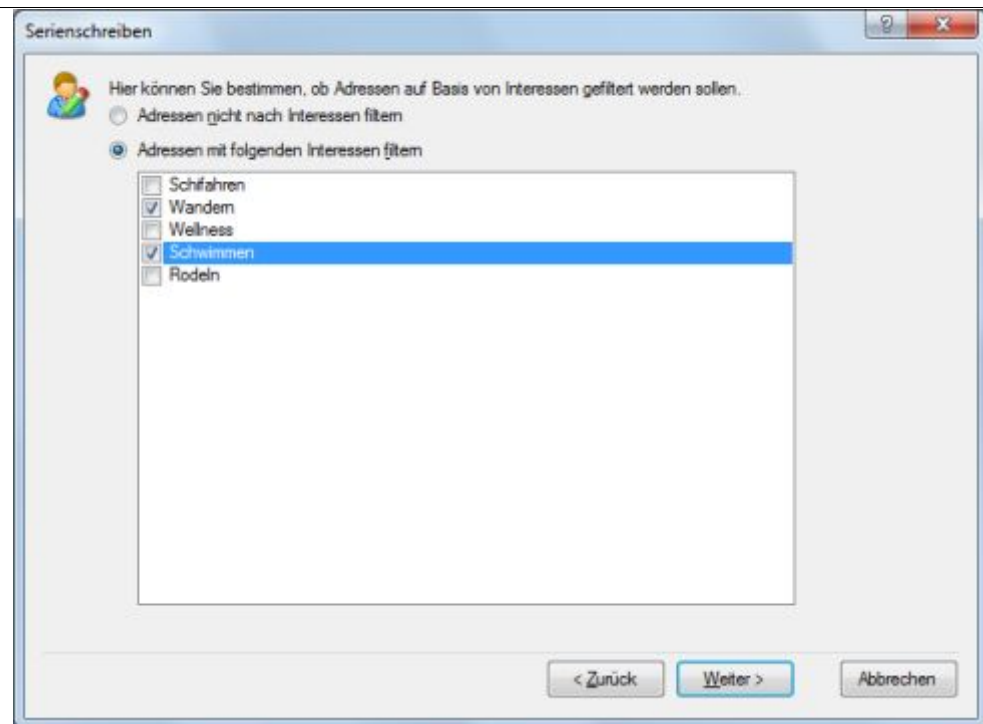 Serienschreiben
Hier können Sie bestimmen, ob Adressen auf Basis von Interessen gefiltert werden sollen.
Adressen nicht nach Interessen filtern
Adressen mit folgenden Interessen filtern
Schifahren
Wandern
Wellness
Schwimmen
Rodeln
< Zurück Weiter > Abbrechen